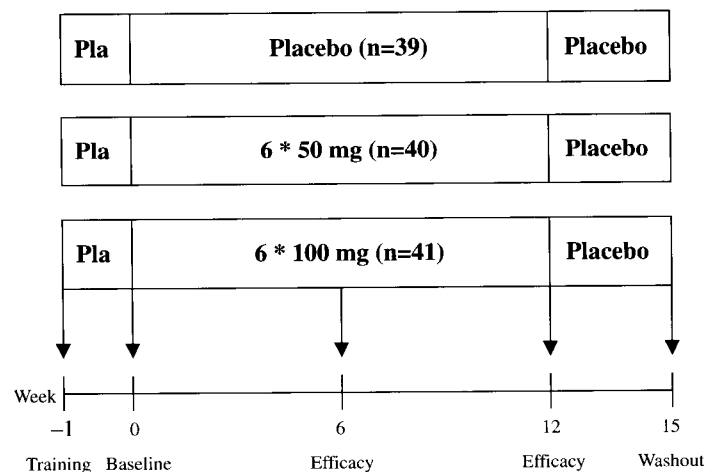 Pla Placebo (n=39) Placebo
Pla 6 * 50 mg (n=40) Placebo
Pla 6 * 100 mg (n=41) Placebo
Week
−1 0 6 12 15
Training Baseline Efficacy Efficacy Washout